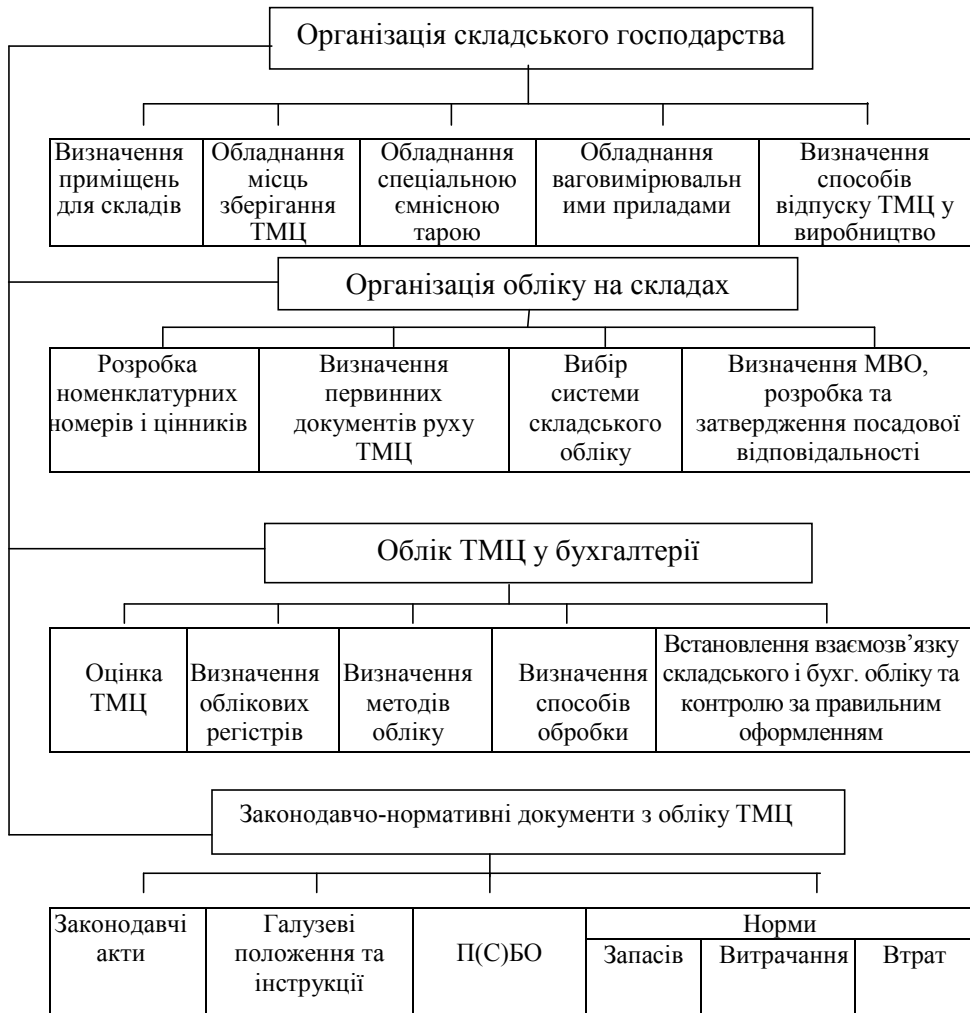 Організація складського господарства
Визначення
приміщень
для складів
Обладнання
місць
зберігання
ТМЦ
Обладнання
спеціальною
ємнісною
тарою
Обладнання
ваговимірювальн
ими приладами
Визначення
способів
відпуску ТМЦ у
виробництво
Організація обліку на складах
Розробка
номенклатурних
номерів і цінників
Визначення
первинних
документів руху
ТМЦ
Вибір
системи
складського
обліку
Визначення МВО,
розробка та
затвердження посадової
відповідальності
Облік ТМЦ у бухгалтерії
Оцінка
ТМЦ
Визначення
облікових
регістрів
Визначення
методів
обліку
Визначення
способів
обробки
Встановлення взаємозв’язку
складського і бухг. обліку та
контролю за правильним
оформленням
Законодавчо-нормативні документи з обліку ТМЦ
Законодавчі
акти
Галузеві
положення та
інструкції
П(С)БО
Норми
Запасів
Витрачання
Втрат